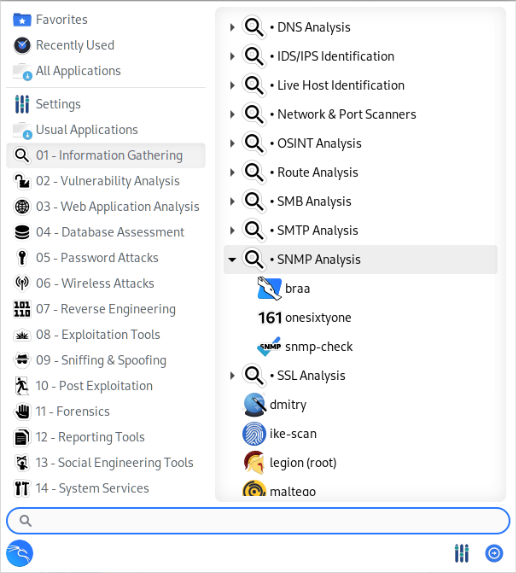 Favorites
Recently Used
All Applications
Settings
Usual Applications
01 - Information Gathering
02 - Vulnerability Analysis
03 - Web Application Analysis
04 - Database Assessment
05 - Password Attacks
06 - Wireless Attacks
07 - Reverse Engineering
08 - Exploitation Tools
09 - Sniffing & Spoofing
10 - Post Exploitation
11 - Forensics
12 - Reporting Tools
13 - Social Engineering Tools
14 - System Services
• DNS Analysis
• IDS/IPS Identification
• Live Host Identification
• Network & Port Scanners
• OSINT Analysis
• Route Analysis
• SMB Analysis
• SMTP Analysis
• SNMP Analysis
braa
161 onesixtyone
SNMP snmp-check
• SSL Analysis
dmitry
ike-scan
legion (root)
maltego